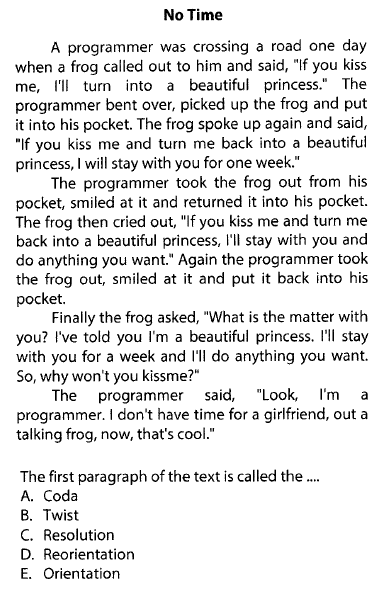 No Time
A programmer was crossing a road one day
when a frog called out to him and said, "If you kiss
me, I'll turn into a beautiful princess." The
programmer bent over, picked up the frog and put
it into his pocket. The frog spoke up again and said,
"If you kiss me and turn me back into a beautiful
princess, I will stay with you for one week."
The programmer took the frog out from his
pocket, smiled at it and returned it into his pocket.
The frog then cried out, "If you kiss me and turn me
back into a beautiful princess, I'll stay with you and
do anything you want." Again the programmer took
the frog out, smiled at it and put it back into his
pocket.
Finally the frog asked, "What is the matter with
you? I've told you I'm a beautiful princess. I'll stay
with you for a week and I'll do anything you want.
So, why won't you kissme?"
The programmer said, "Look, I'm a
programmer. I don't have time for a girlfriend, out a
talking frog, now, that's cool."
The first paragraph of the text is called the ....
A. Coda
B. Twist
C. Resolution
D. Reorientation
E. Orientation